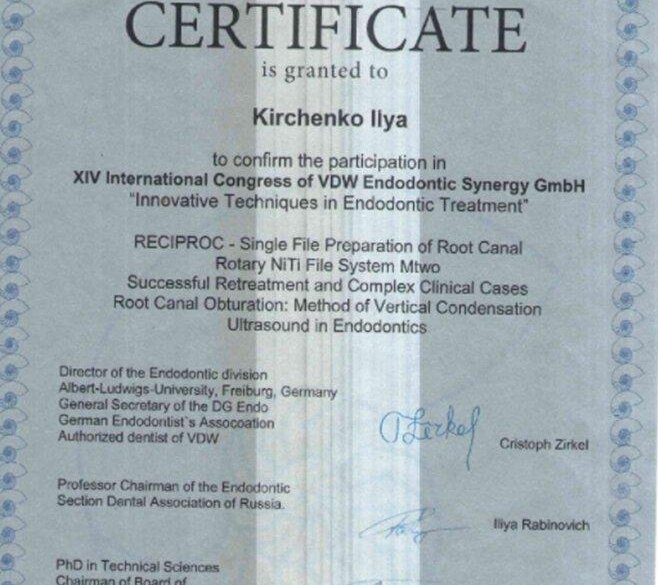 CERTIFICATE
is granted to
Kirchenko Ilya
to confirm the participation in
XIV International Congress of VDW Endodontic Synergy GmbH
"Innovative Techniques in Endodontic Treatment"
RECIPROC - Single File Preparation of Root Canal
Rotary NiTi File System Mtwo
Successful Retreatment and Complex Clinical Cases
Root Canal Obturation: Method of Vertical Condensation
Ultrasound in Endodontics
Director of the Endodontic division
Albert-Ludwigs-University, Freiburg, Germany
General Secretary of the DG Endo
German Endodontist's Assocoation
Authorized dentist of VDW
Cristoph Zirkel
Professor Chairman of the Endodontic
Section Dental Association of Russia.
Iliya Rabinovich
PhD in Technical Sciences
Chairman of Board of